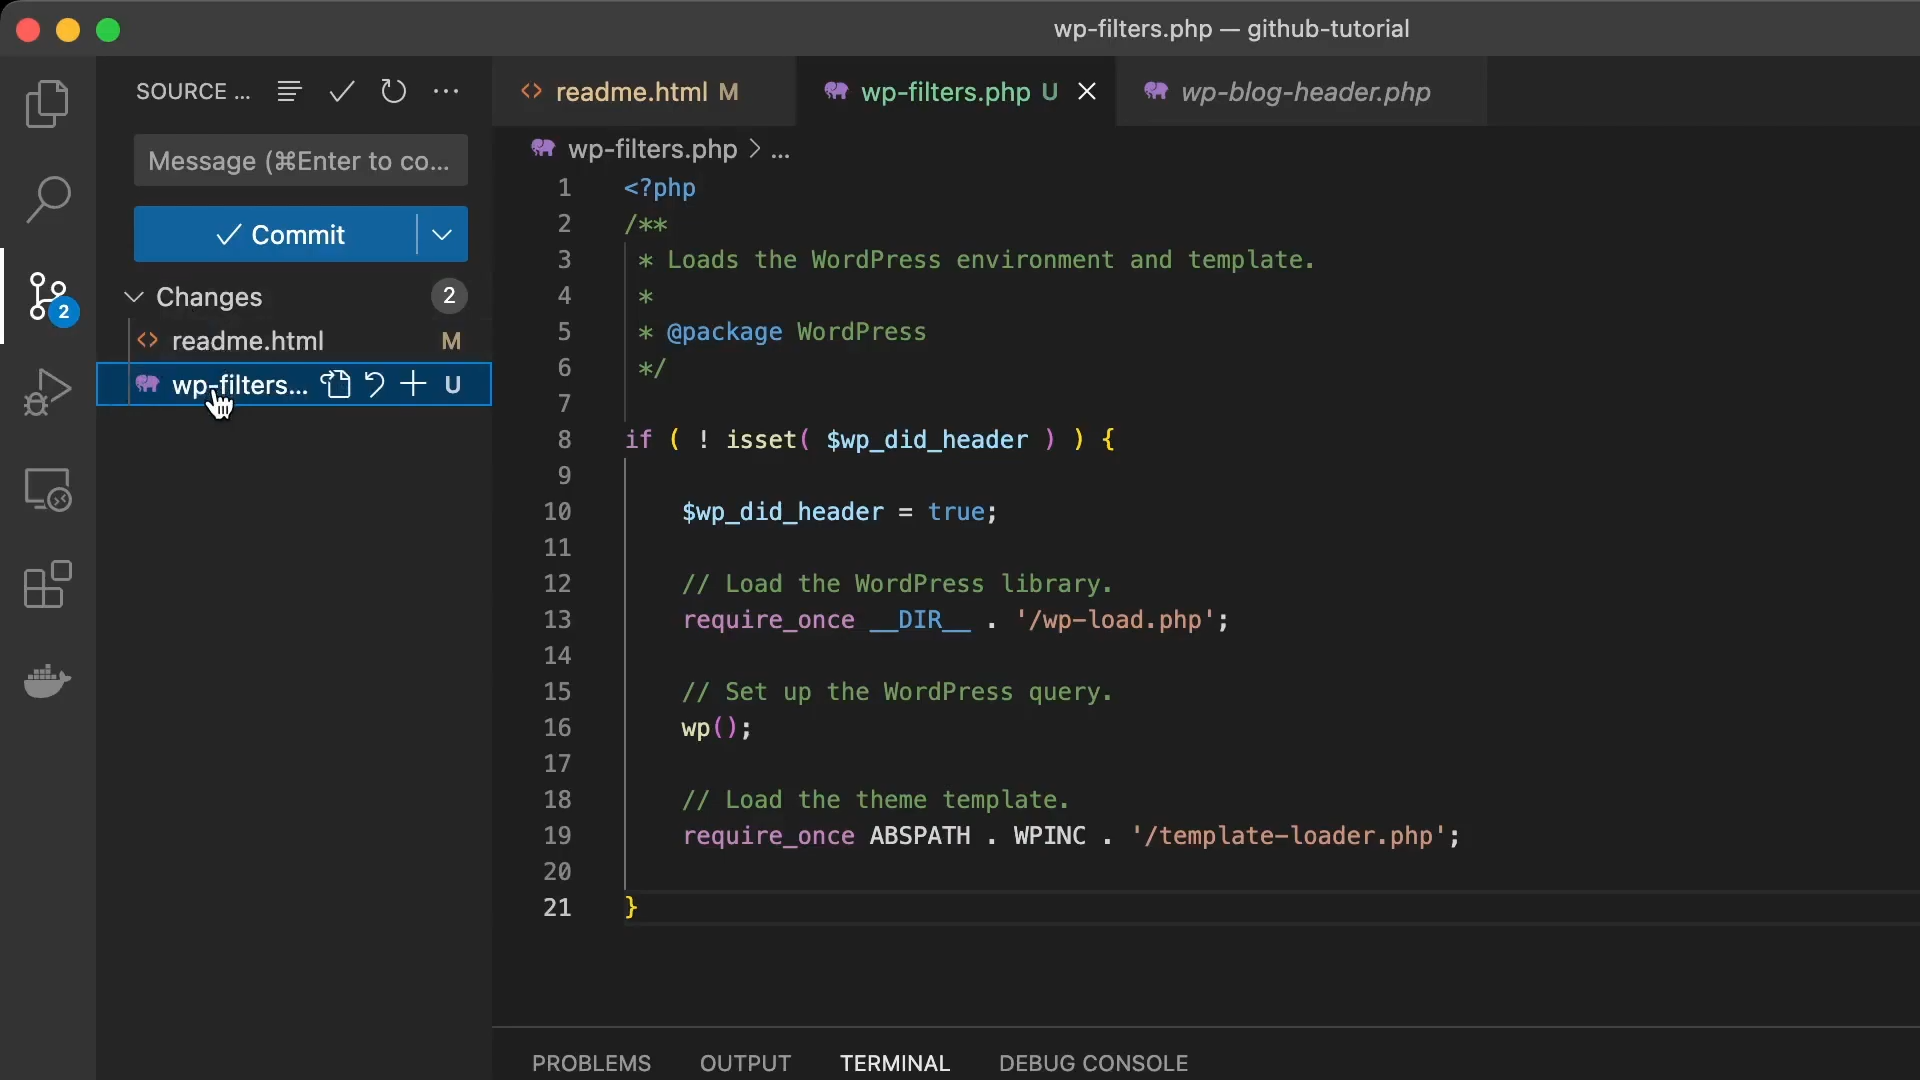 wp-filters.php — github-tutorial
SOURCE ...
Message (⌘Enter to co...
Commit
Changes 2
readme.html M
wp-filters... U
2
readme.html M
wp-filters.php U
wp-blog-header.php
wp-filters.php > ...
1 <?php
2 /**
3 * Loads the WordPress environment and template.
4 *
5 * @package WordPress
6 */
7
8 if ( ! isset( $wp_did_header ) ) {
9
10 $wp_did_header = true;
11
12 // Load the WordPress library.
13 require_once __DIR__ . '/wp-load.php';
14
15 // Set up the WordPress query.
16 wp();
17
18 // Load the theme template.
19 require_once ABSPATH . WPINC . '/template-loader.php';
20
21 }
PROBLEMS OUTPUT TERMINAL DEBUG CONSOLE